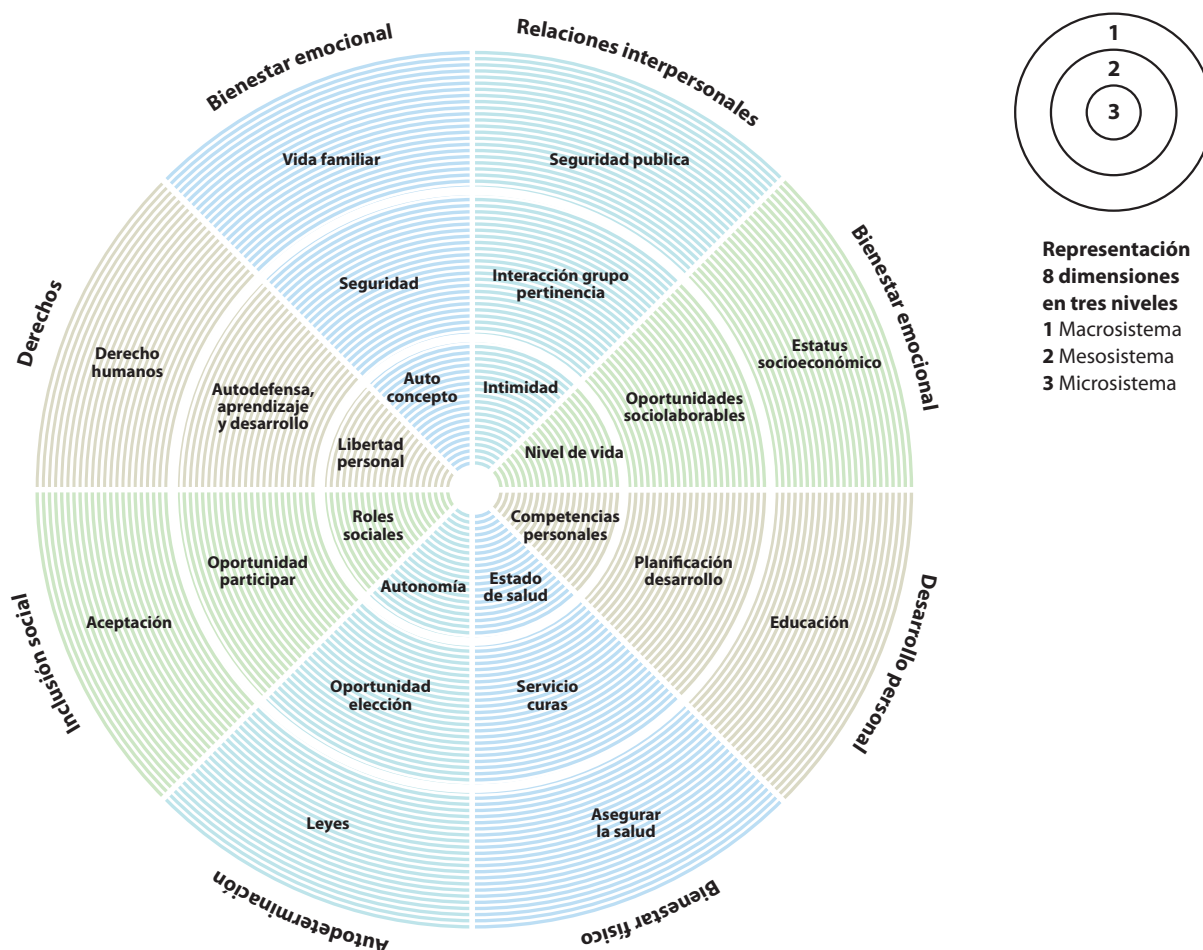 Bienestar emocional
Relaciones interpersonales
Bienestar emocional
Desarrollo personal
Bienestar físico
Autodeterminación
Inclusión social
Derechos
Vida familiar
Seguridad publica
Seguridad
Interacción grupo
pertinencia
Estatus
socioeconómico
Derecho
humanos
Autodefensa,
aprendizaje
y desarrollo
Auto
concepto
Intimidad
Oportunidades
sociolaborables
Libertad
personal
Nivel de vida
Roles
sociales
Competencias
personales
Oportunidad
participar
Planificación
desarrollo
Autonomía
Estado
de salud
Aceptación
Educación
Oportunidad
elección
Servicio
curas
Leyes
Asegurar
la salud
1
2
3
Representación
8 dimensiones
en tres niveles
1 Macrosistema
2 Mesosistema
3 Microsistema